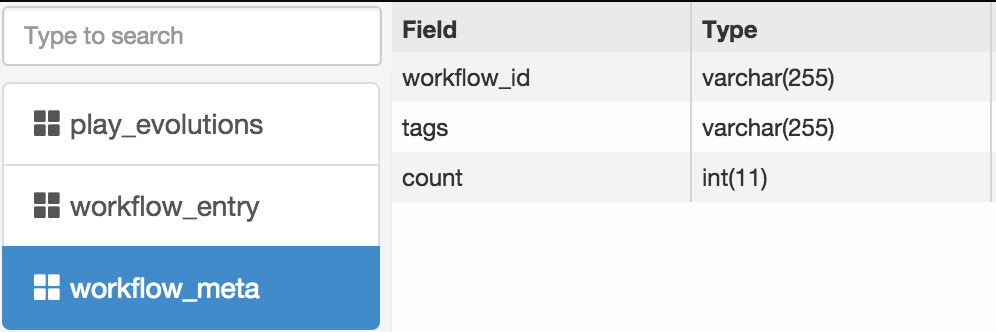 Type to search
play_evolutions
workflow_entry
workflow_meta
Field Type
workflow_id varchar(255)
tags varchar(255)
count int(11)